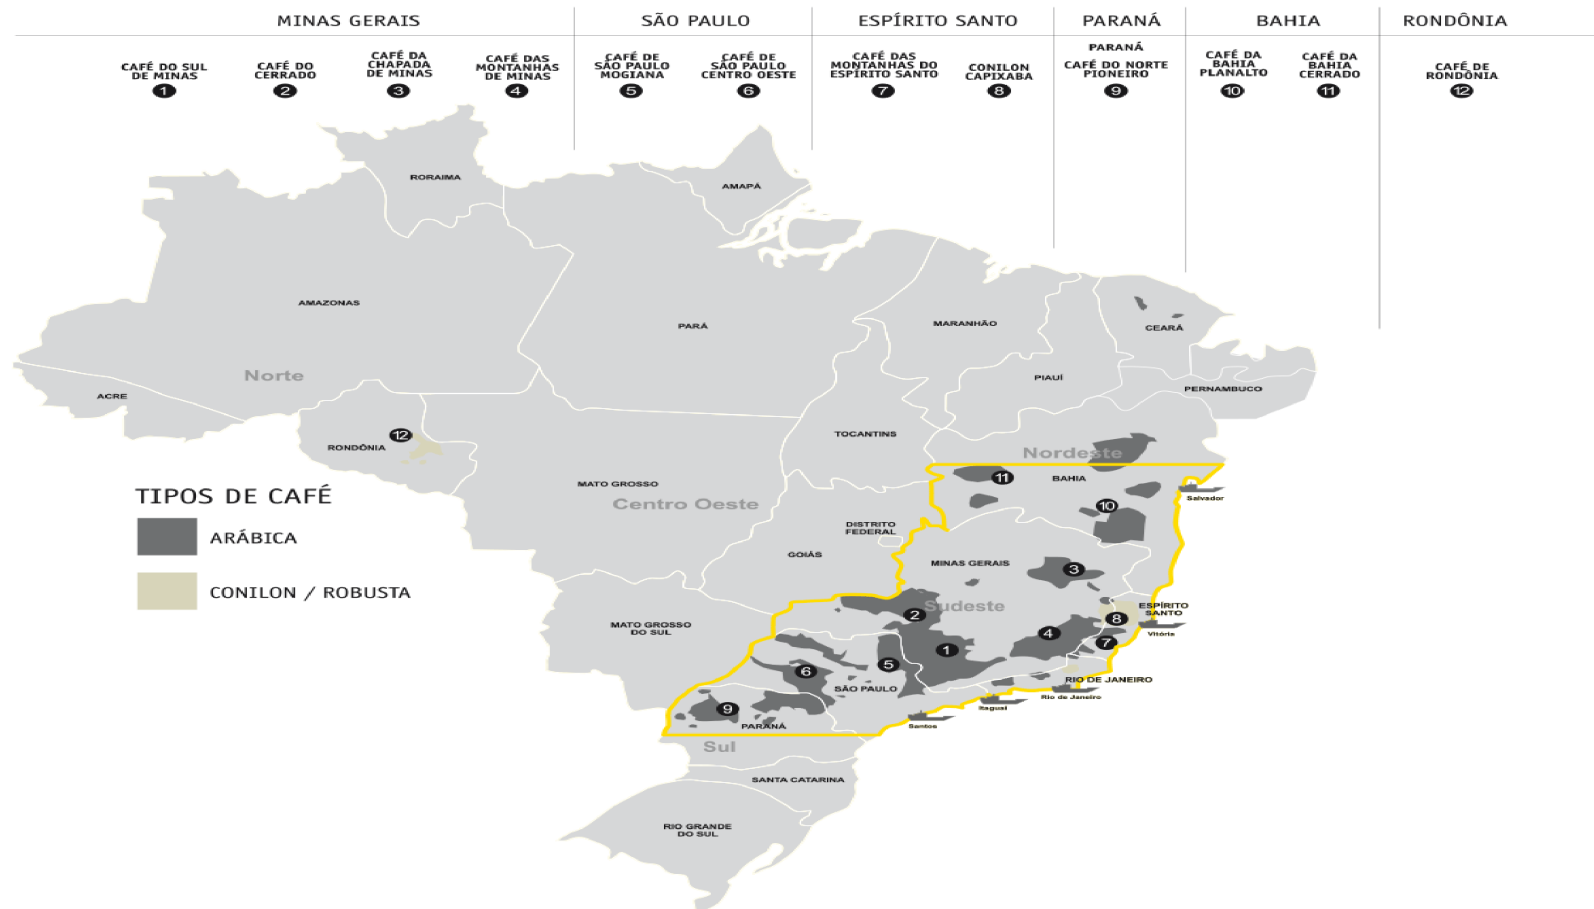 MINAS GERAIS
SÃO PAULO
ESPÍRITO SANTO
PARANÁ
BAHIA
RONDÔNIA
CAFÉ DO SUL
DE MINAS
1
CAFÉ DO
CERRADO
2
CAFÉ DA
CHAPADA
DE MINAS
3
CAFÉ DAS
MONTANHAS
DE MINAS
4
CAFÉ DE
SÃO PAULO
MOGIANA
5
CAFÉ DE
SÃO PAULO
CENTRO OESTE
6
CAFÉ DAS
MONTANHAS DO
ESPÍRITO SANTO
7
CONILON
CAPIXABA
8
PARANÁ
CAFÉ DO NORTE
PIONEIRO
9
CAFÉ DA
BAHIA
PLANALTO
10
CAFÉ DA
BAHIA
CERRADO
11
CAFÉ DE
RONDÔNIA
12
RORAIMA
AMAPÁ
AMAZONAS
PARÁ
MARANHÃO
CEARÁ
Norte
PIAUÍ
PERNAMBUCO
ACRE
12
RONDÔNIA
TOCANTINS
Nordeste
MATO GROSSO
Centro Oeste
11
BAHIA
10
Salvador
DISTRITO
FEDERAL
GOIÁS
MINAS GERAIS
3
TIPOS DE CAFÉ
ARÁBICA
CONILON / ROBUSTA
2
Sudeste
ESPÍRITO
SANTO
8
Vitória
MATO GROSSO
DO SUL
4
7
1
5
6
SÃO PAULO
RIO DE JANEIRO
Rio de Janeiro
Itaguaí
Santos
9
PARANÁ
Sul
SANTA CATARINA
RIO GRANDE
DO SUL